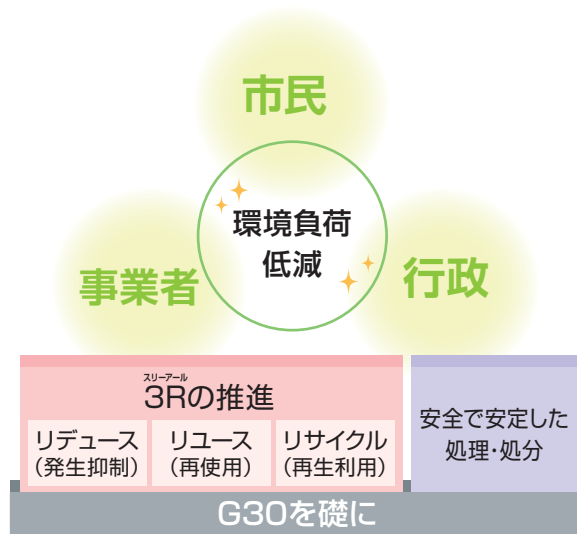 市民
環境負荷
低減
事業者
行政
スリーアール
3Rの推進
リデュース
(発生抑制)
リユース
(再使用)
リサイクル
(再生利用)
安全で安定した
処理・処分
G30を礎に